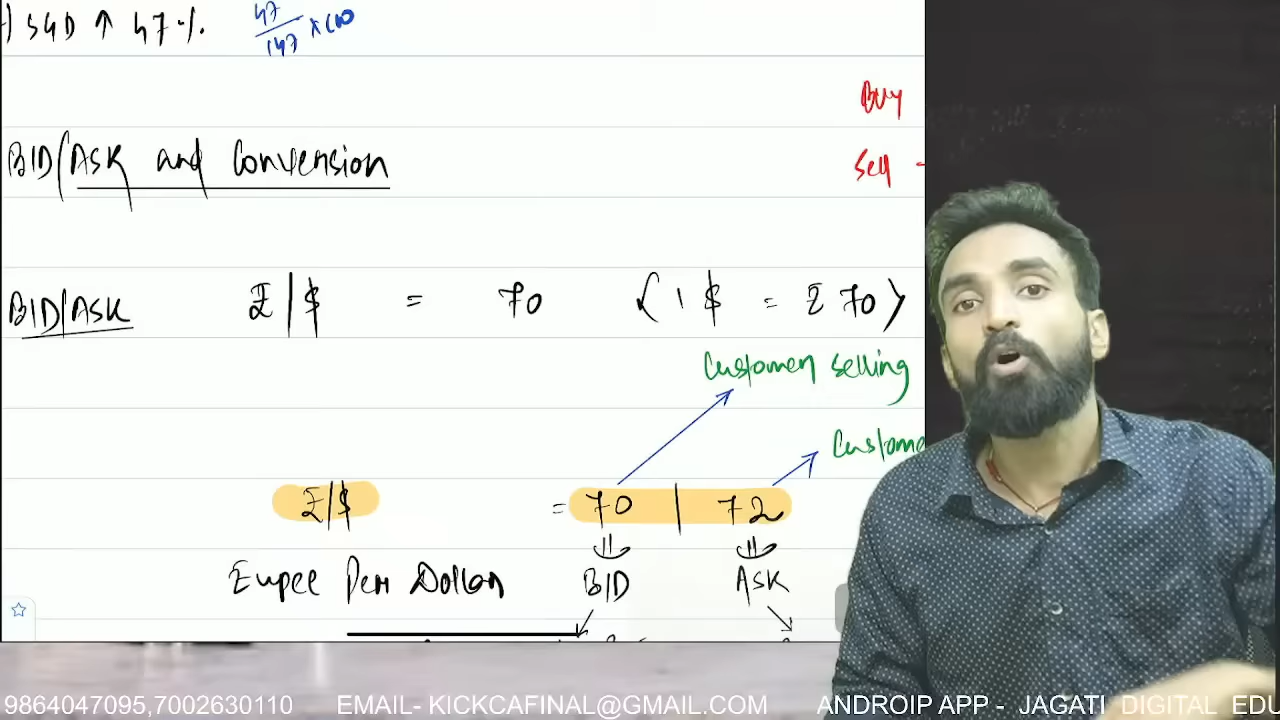 SGD ↑ 47%. 47/147 × 100
Buy
BID/ASK and Conversion
Sell -
BID/ASK ₹|$ = 70 {1 $ = ₹ 70}
Customer selling
Custome
₹|$ = 70 | 72
Rupee Per Dollar BID ASK
9864047095,7002630110 EMAIL- KICKCAFINAL@GMAIL.COM ANDROIP APP - JAGATI DIGITAL EDU